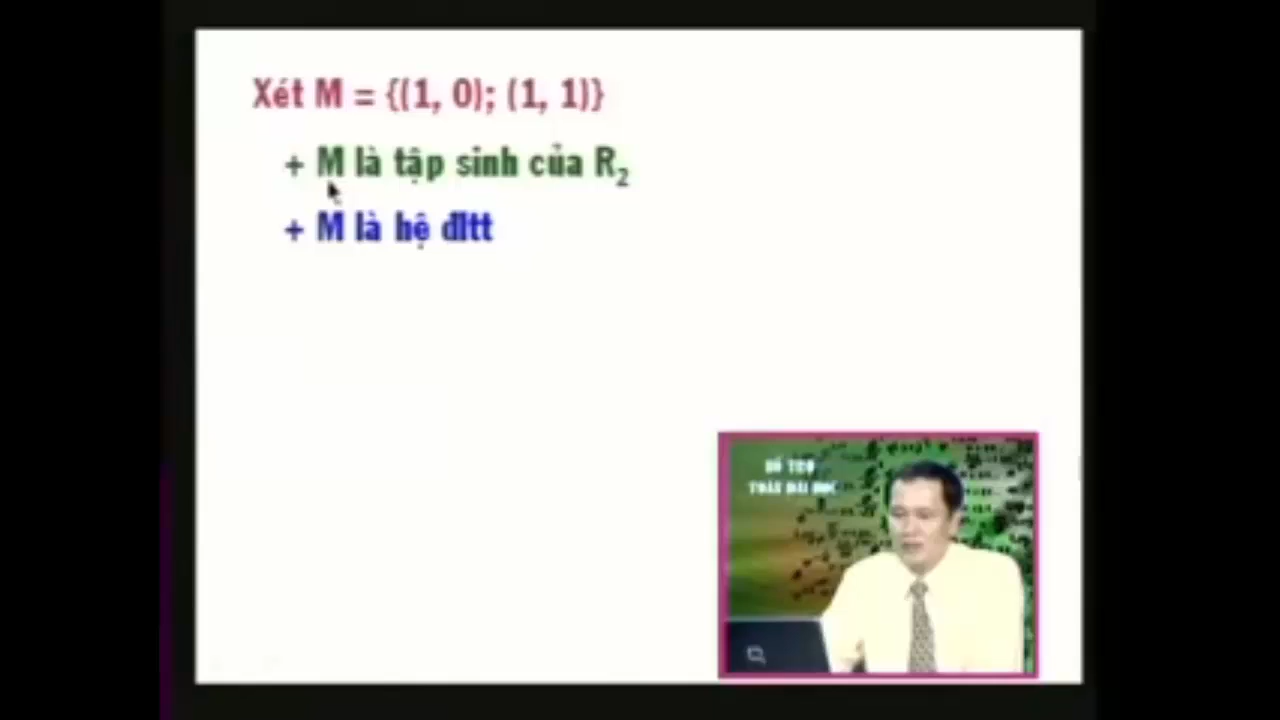 Xét M = {(1, 0); (1, 1)}
+ M là tập sinh của R₂
+ M là hệ đltt